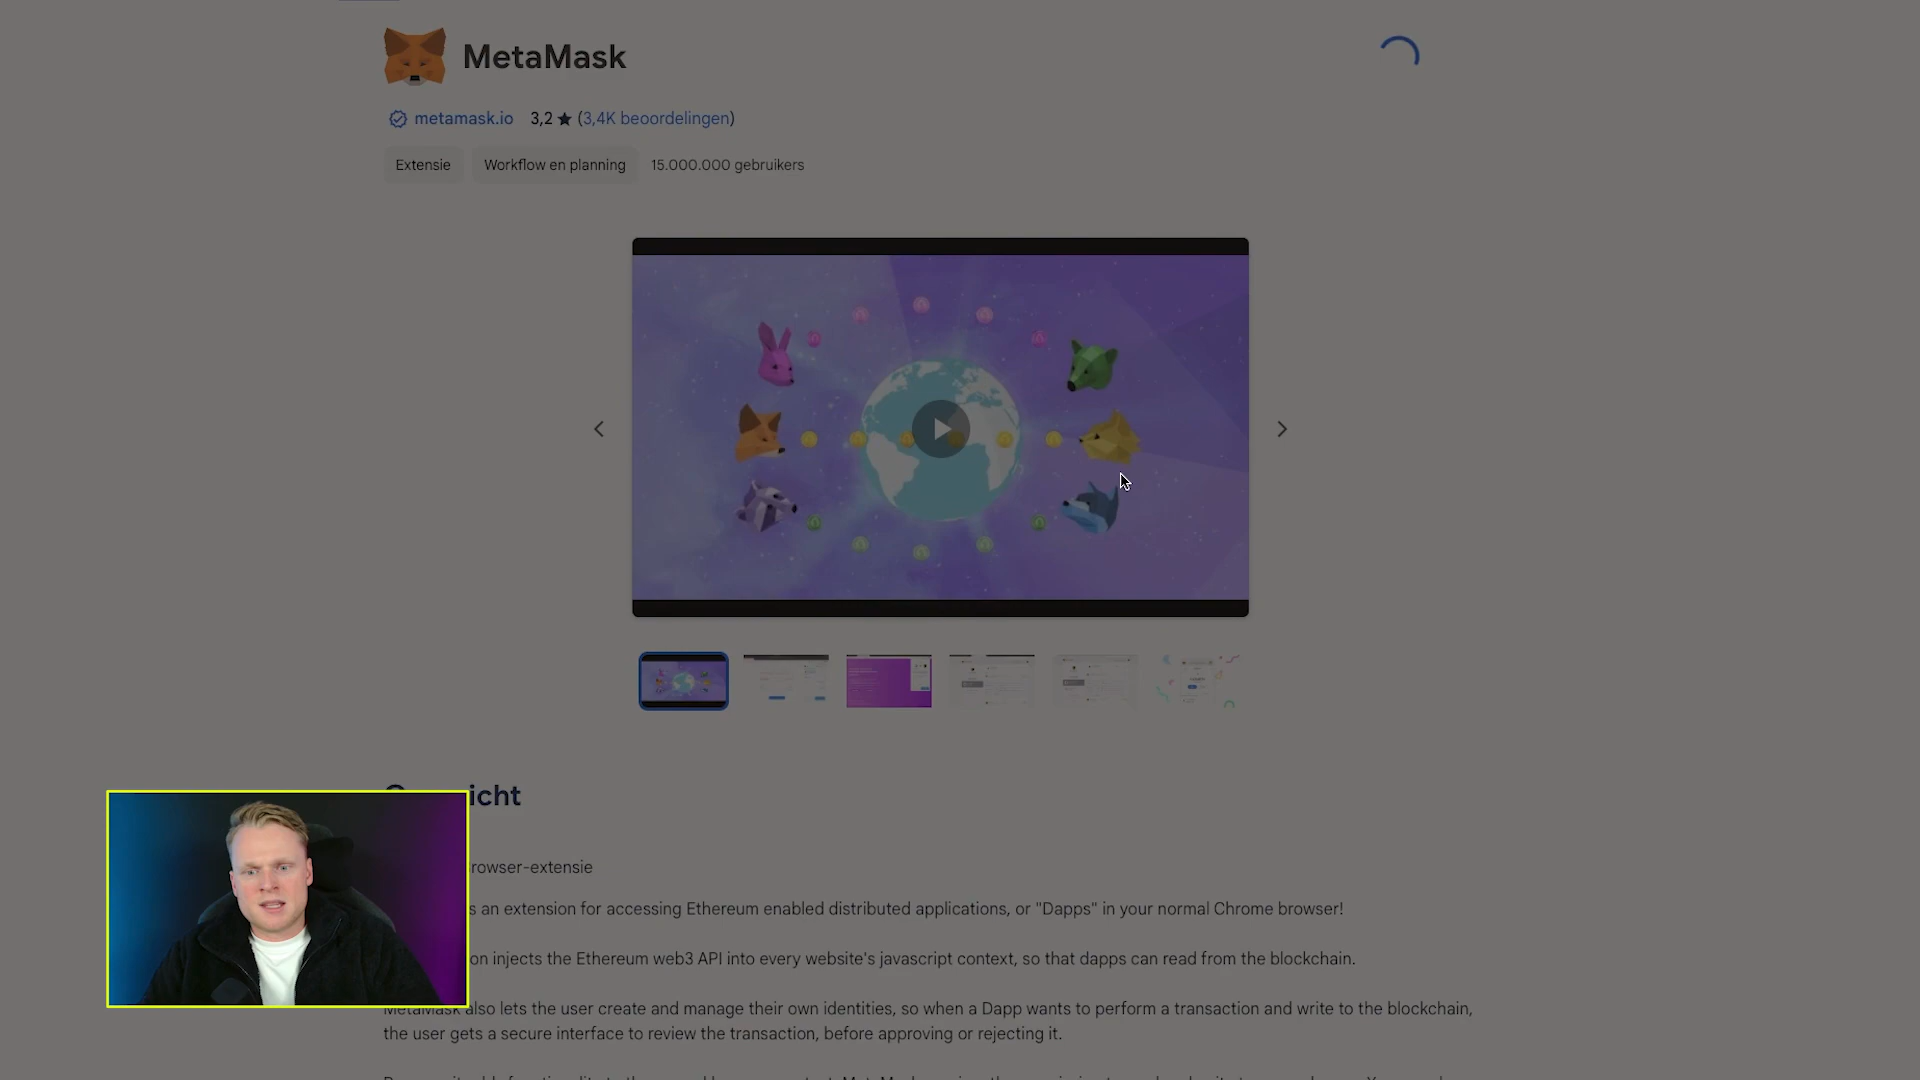 MetaMask
metamask.io 3,2 ★ (3,4K beoordelingen)
Extensie Workflow en planning 15.000.000 gebruikers
icht
rowser-extensie
s an extension for accessing Ethereum enabled distributed applications, or "Dapps" in your normal Chrome browser!
on injects the Ethereum web3 API into every website's javascript context, so that dapps can read from the blockchain.
MetaMask also lets the user create and manage their own identities, so when a Dapp wants to perform a transaction and write to the blockchain,
the user gets a secure interface to review the transaction, before approving or rejecting it.